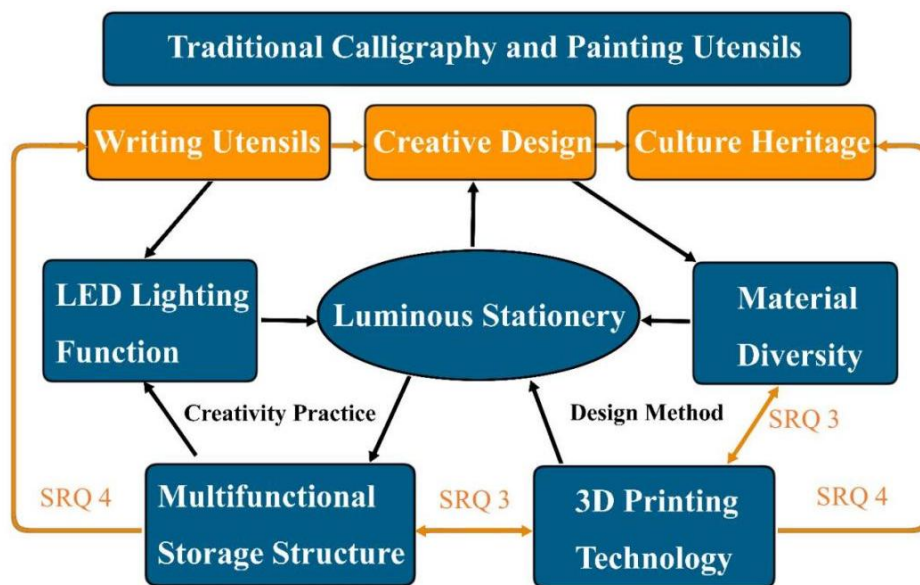 Traditional Calligraphy and Painting Utensils
Writing Utensils
Creative Design
Culture Heritage
LED Lighting
Function
Luminous Stationery
Material
Diversity
Creativity Practice
Design Method
SRQ 3
SRQ 4
Multifunctional
Storage Structure
SRQ 3
3D Printing
Technology
SRQ 4